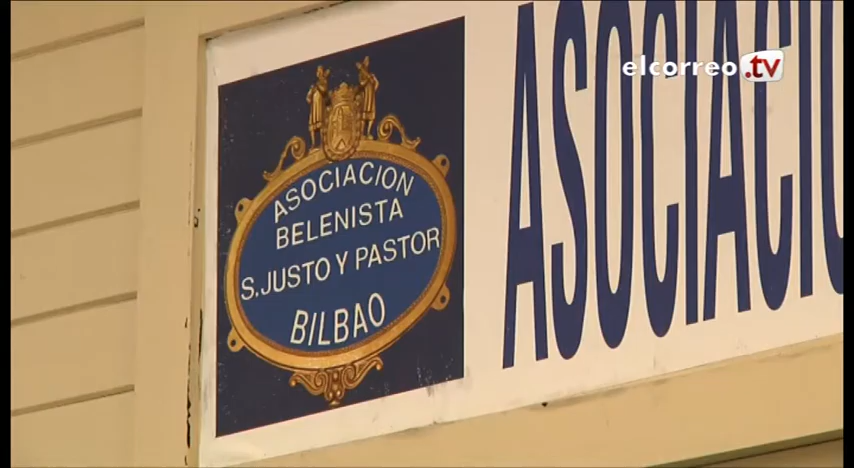 elcorreo.tv
ASOCIACION
BELENISTA
S. JUSTO Y PASTOR
BILBAO